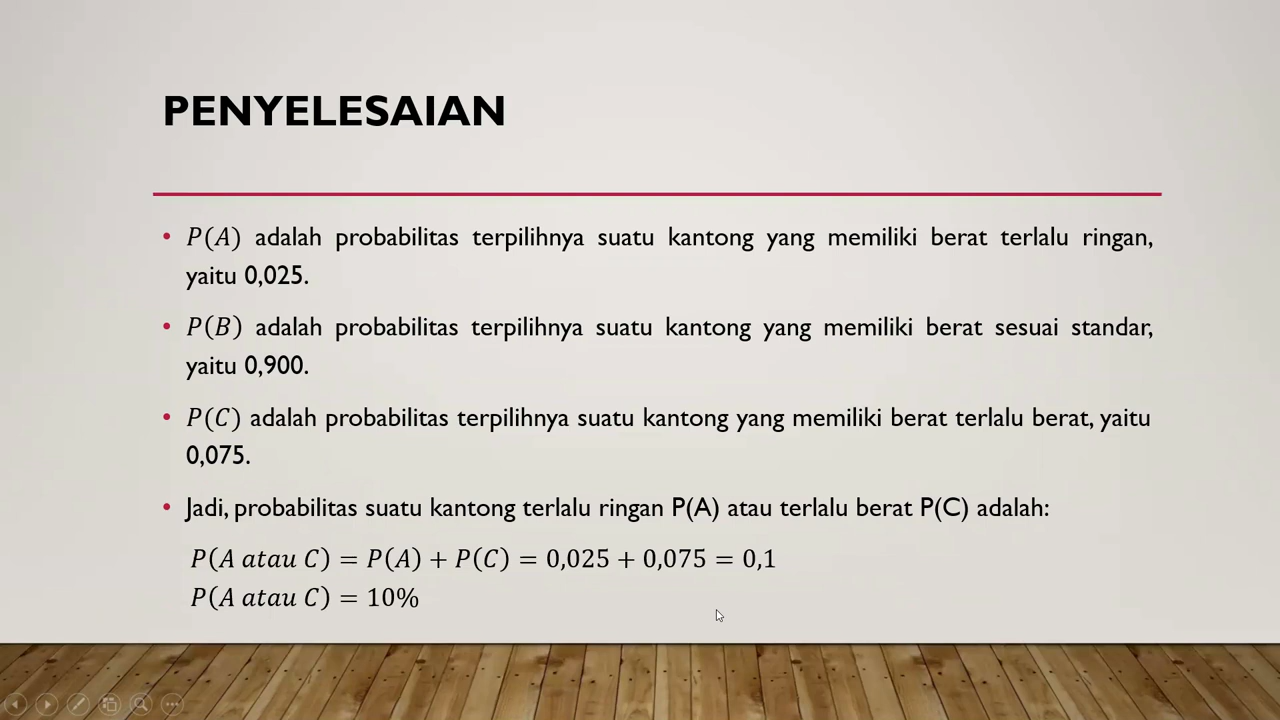 PENYELESAIAN
• P(A) adalah probabilitas terpilihnya suatu kantong yang memiliki berat terlalu ringan,
yaitu 0,025.
• P(B) adalah probabilitas terpilihnya suatu kantong yang memiliki berat sesuai standar,
yaitu 0,900.
• P(C) adalah probabilitas terpilihnya suatu kantong yang memiliki berat terlalu berat, yaitu
0,075.
• Jadi, probabilitas suatu kantong terlalu ringan P(A) atau terlalu berat P(C) adalah:
P(A atau C) = P(A) + P(C) = 0,025 + 0,075 = 0,1
P(A atau C) = 10%